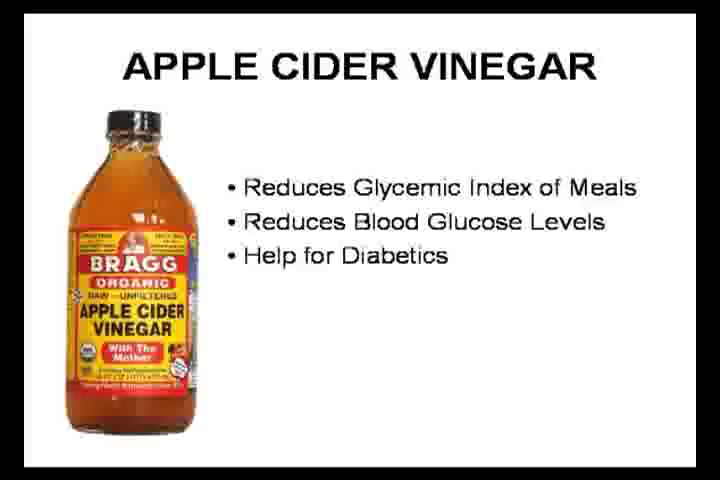 APPLE CIDER VINEGAR
• Reduces Glycemic Index of Meals
• Reduces Blood Glucose Levels
• Help for Diabetics
BRAGG
ORGANIC
RAW - UNFILTERED
APPLE CIDER
VINEGAR
With The
Mother